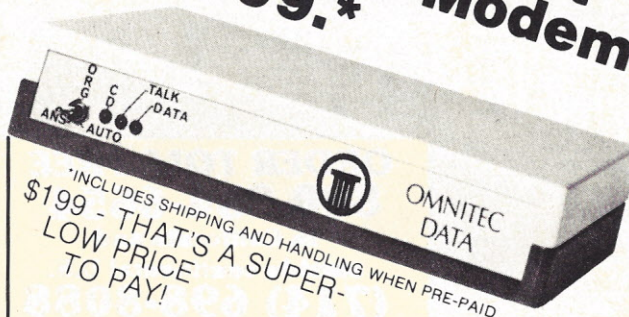 Modem
ORG
CD
TALK
DATA
ANS
AUTO
OMNITEC
DATA
*INCLUDES SHIPPING AND HANDLING WHEN PRE-PAID
$199 - THAT'S A SUPER-
LOW PRICE
TO PAY!